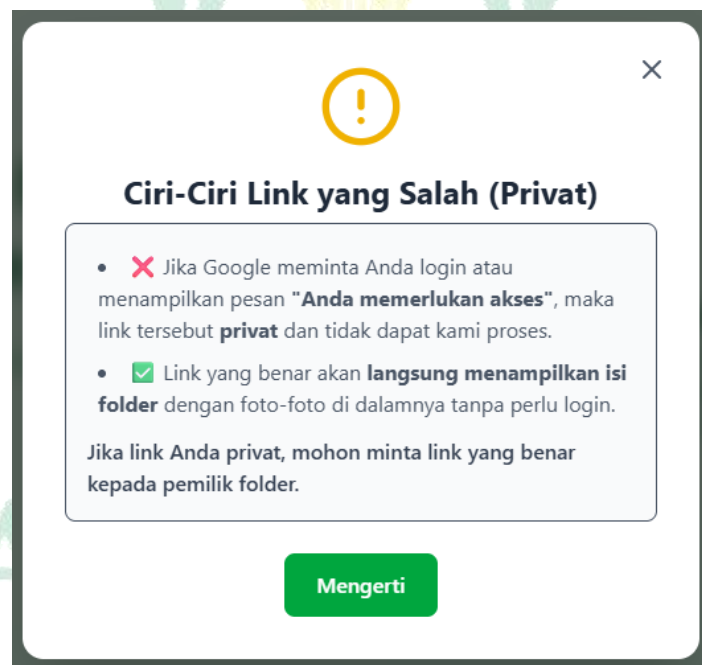 Ciri-Ciri Link yang Salah (Privat)
• ❌ Jika Google meminta Anda login atau
menampilkan pesan "Anda memerlukan akses", maka
link tersebut privat dan tidak dapat kami proses.
• ✅ Link yang benar akan langsung menampilkan isi
folder dengan foto-foto di dalamnya tanpa perlu login.
Jika link Anda privat, mohon minta link yang benar
kepada pemilik folder.
Mengerti